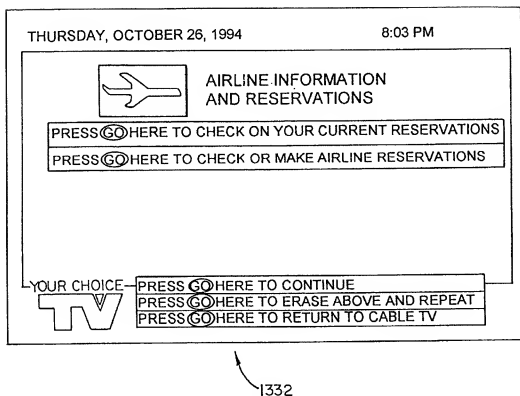 THURSDAY, OCTOBER 26, 1994 8:03 PM
AIRLINE INFORMATION
AND RESERVATIONS
PRESS GO HERE TO CHECK ON YOUR CURRENT RESERVATIONS
PRESS GO HERE TO CHECK OR MAKE AIRLINE RESERVATIONS
YOUR CHOICE
TV
PRESS GO HERE TO CONTINUE
PRESS GO HERE TO ERASE ABOVE AND REPEAT
PRESS GO HERE TO RETURN TO CABLE TV
1332